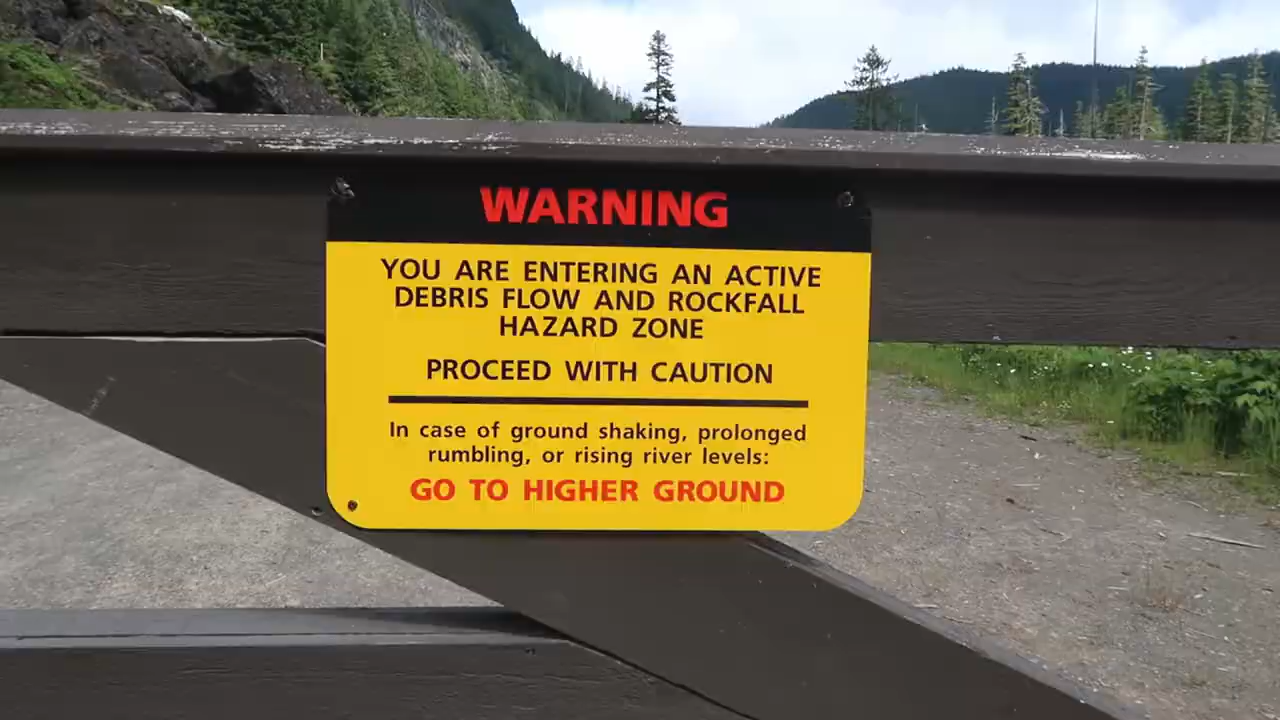 WARNING
YOU ARE ENTERING AN ACTIVE
DEBRIS FLOW AND ROCKFALL
HAZARD ZONE
PROCEED WITH CAUTION
In case of ground shaking, prolonged
rumbling, or rising river levels:
GO TO HIGHER GROUND